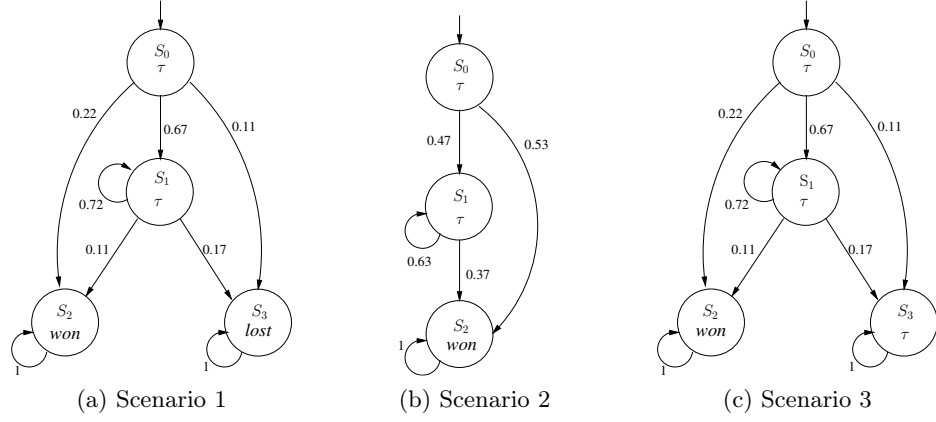 S₀
τ
0.22
0.67
0.11
S₁
τ
0.72
0.11
0.17
S₂
won
S₃
lost
1
1
(a) Scenario 1
S₀
τ
0.47
0.53
S₁
τ
0.63
0.37
S₂
won
1
(b) Scenario 2
S₀
τ
0.22
0.67
0.11
S₁
τ
0.72
0.11
0.17
S₂
won
S₃
τ
1
1
(c) Scenario 3